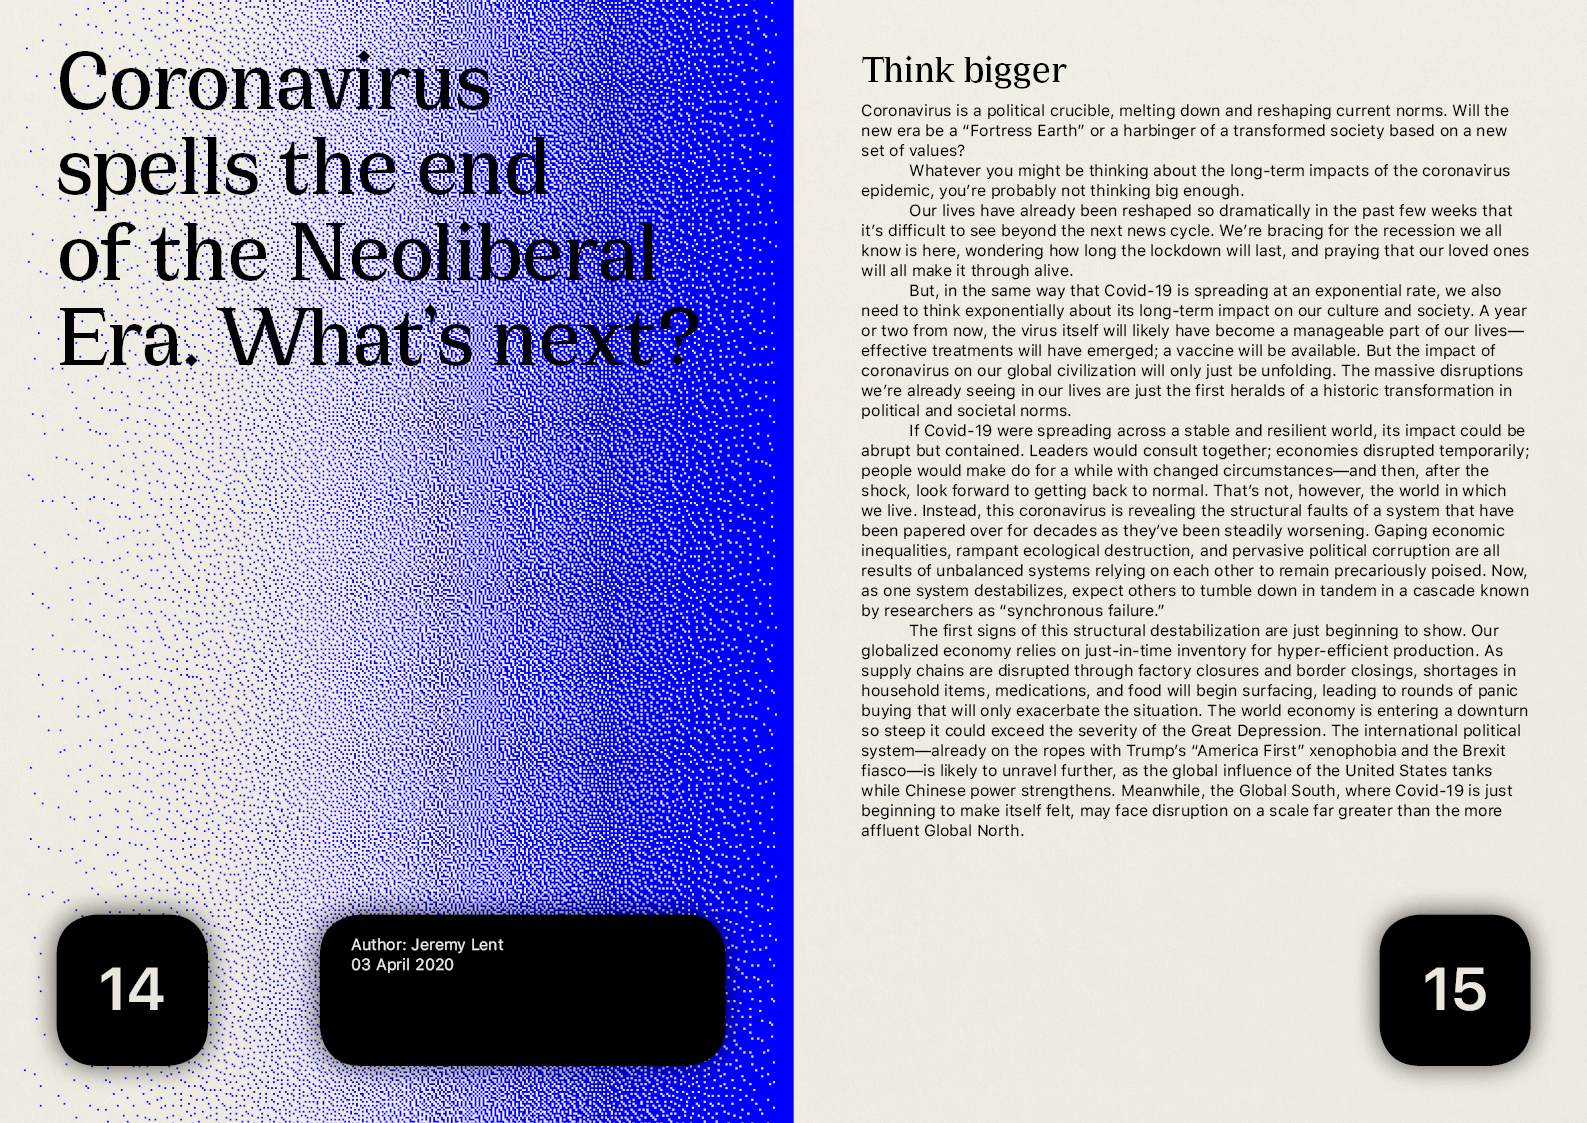 Coronavirus
spells the end
of the Neoliberal
Era. What's next?
14
Author: Jeremy Lent
03 April 2020
Think bigger
Coronavirus is a political crucible, melting down and reshaping current norms. Will the
new era be a “Fortress Earth” or a harbinger of a transformed society based on a new
set of values?
Whatever you might be thinking about the long-term impacts of the coronavirus
epidemic, you’re probably not thinking big enough.
Our lives have already been reshaped so dramatically in the past few weeks that
it’s difficult to see beyond the next news cycle. We’re bracing for the recession we all
know is here, wondering how long the lockdown will last, and praying that our loved ones
will all make it through alive.
But, in the same way that Covid-19 is spreading at an exponential rate, we also
need to think exponentially about its long-term impact on our culture and society. A year
or two from now, the virus itself will likely have become a manageable part of our lives—
effective treatments will have emerged; a vaccine will be available. But the impact of
coronavirus on our global civilization will only just be unfolding. The massive disruptions
we’re already seeing in our lives are just the first heralds of a historic transformation in
political and societal norms.
If Covid-19 were spreading across a stable and resilient world, its impact could be
abrupt but contained. Leaders would consult together; economies disrupted temporarily;
people would make do for a while with changed circumstances—and then, after the
shock, look forward to getting back to normal. That’s not, however, the world in which
we live. Instead, this coronavirus is revealing the structural faults of a system that have
been papered over for decades as they’ve been steadily worsening. Gaping economic
inequalities, rampant ecological destruction, and pervasive political corruption are all
results of unbalanced systems relying on each other to remain precariously poised. Now,
as one system destabilizes, expect others to tumble down in tandem in a cascade known
by researchers as “synchronous failure.”
The first signs of this structural destabilization are just beginning to show. Our
globalized economy relies on just-in-time inventory for hyper-efficient production. As
supply chains are disrupted through factory closures and border closings, shortages in
household items, medications, and food will begin surfacing, leading to rounds of panic
buying that will only exacerbate the situation. The world economy is entering a downturn
so steep it could exceed the severity of the Great Depression. The international political
system—already on the ropes with Trump’s “America First” xenophobia and the Brexit
fiasco—is likely to unravel further, as the global influence of the United States tanks
while Chinese power strengthens. Meanwhile, the Global South, where Covid-19 is just
beginning to make itself felt, may face disruption on a scale far greater than the more
affluent Global North.
15